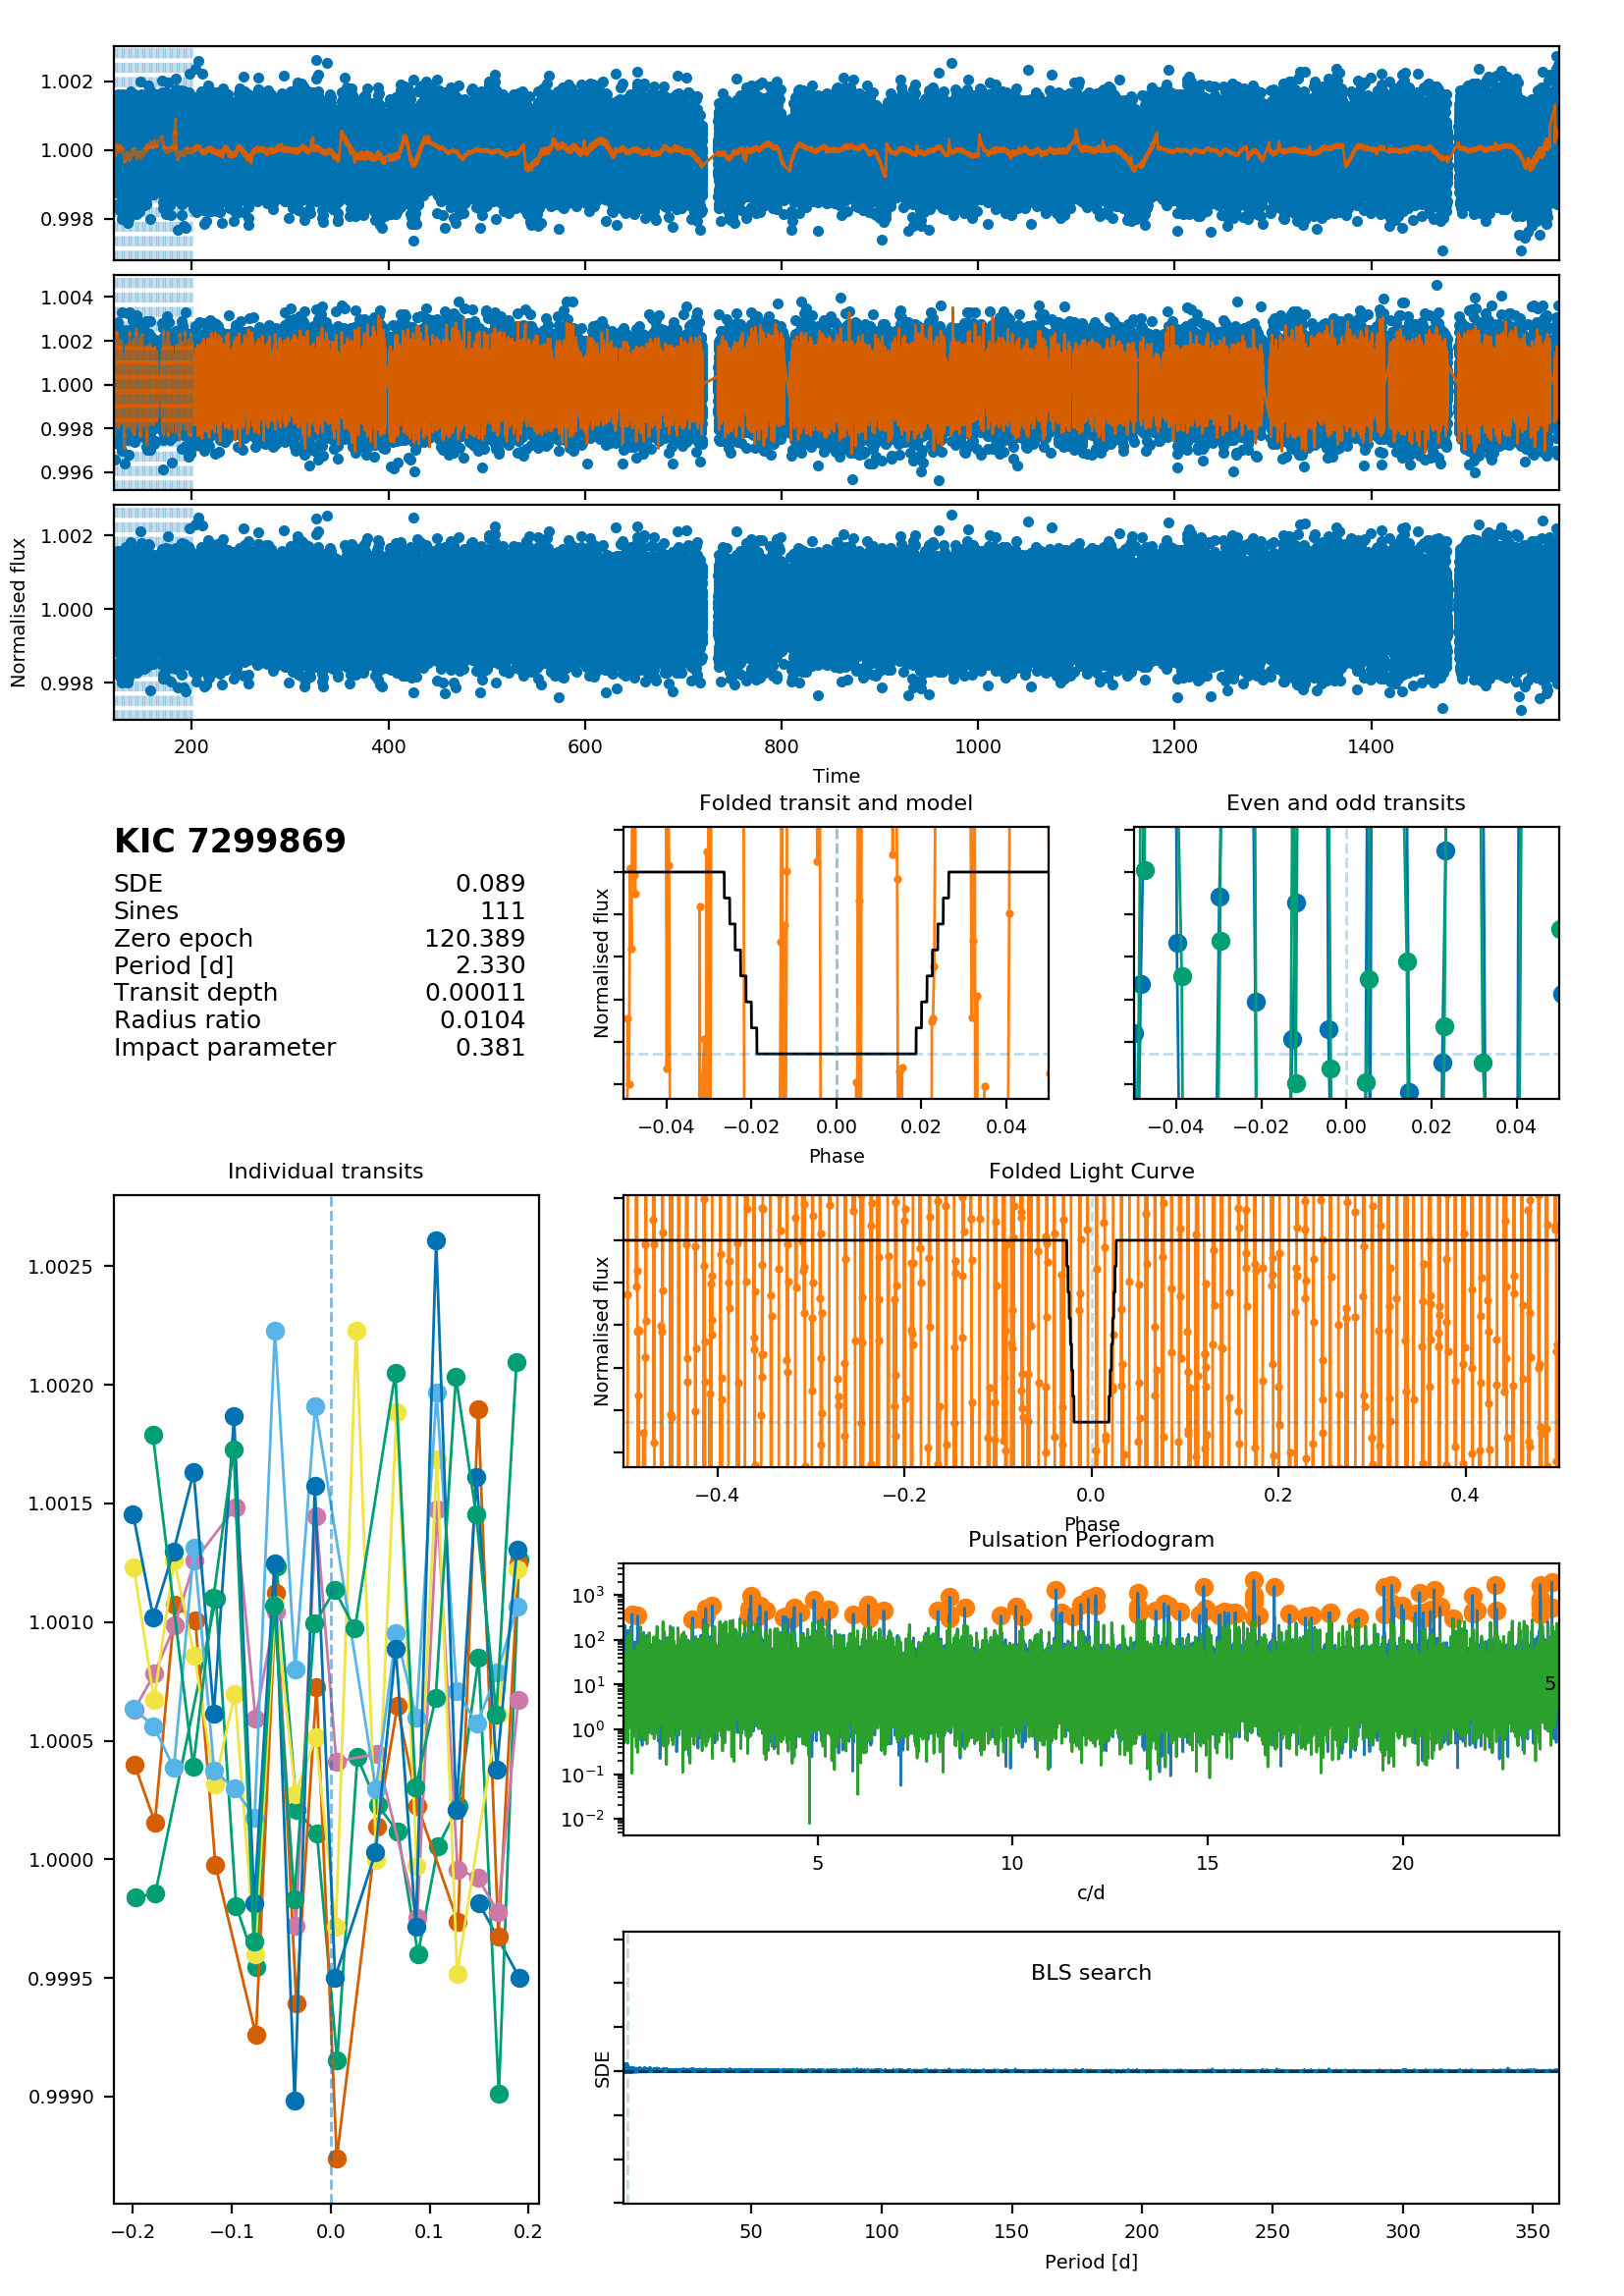 1.002
1.000
0.998
1.004
1.002
1.000
0.998
0.996
1.002
1.000
0.998
Normalised flux
200 400 600 800 1000 1200 1400
Time
KIC 7299869
SDE 0.089
Sines 111
Zero epoch 120.389
Period [d] 2.330
Transit depth 0.00011
Radius ratio 0.0104
Impact parameter 0.381
Folded transit and model
Normalised flux
−0.04 −0.02 0.00 0.02 0.04
Phase
Even and odd transits
−0.04 −0.02 0.00 0.02 0.04
Individual transits
1.0025
1.0020
1.0015
1.0010
1.0005
1.0000
0.9995
0.9990
−0.2 −0.1 0.0 0.1 0.2
Folded Light Curve
Normalised flux
−0.4 −0.2 0.0 0.2 0.4
Phase
Pulsation Periodogram
10³
10²
10¹
10⁰
10⁻¹
10⁻²
5
5 10 15 20
c/d
BLS search
SDE
50 100 150 200 250 300 350
Period [d]